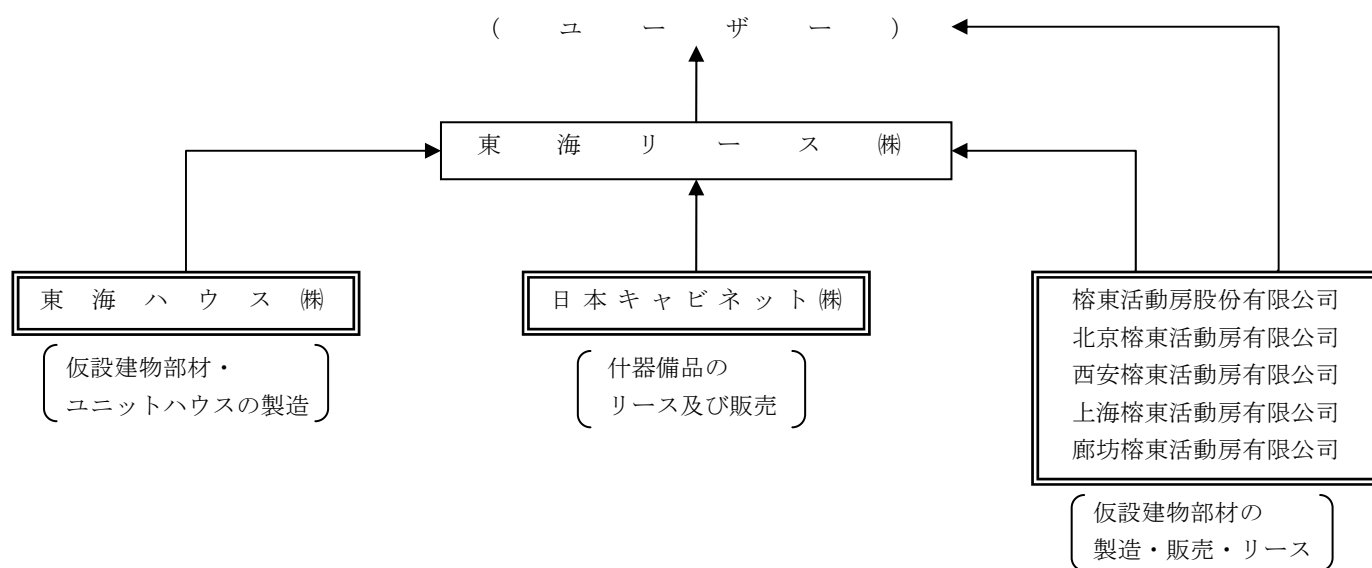 （ユーザー）
東海リース㈱
東海ハウス㈱
仮設建物部材・
ユニットハウスの製造
日本キャビネット㈱
什器備品の
リース及び販売
榕東活動房股份有限公司
北京榕東活動房有限公司
西安榕東活動房有限公司
上海榕東活動房有限公司
廊坊榕東活動房有限公司
仮設建物部材の
製造・販売・リース